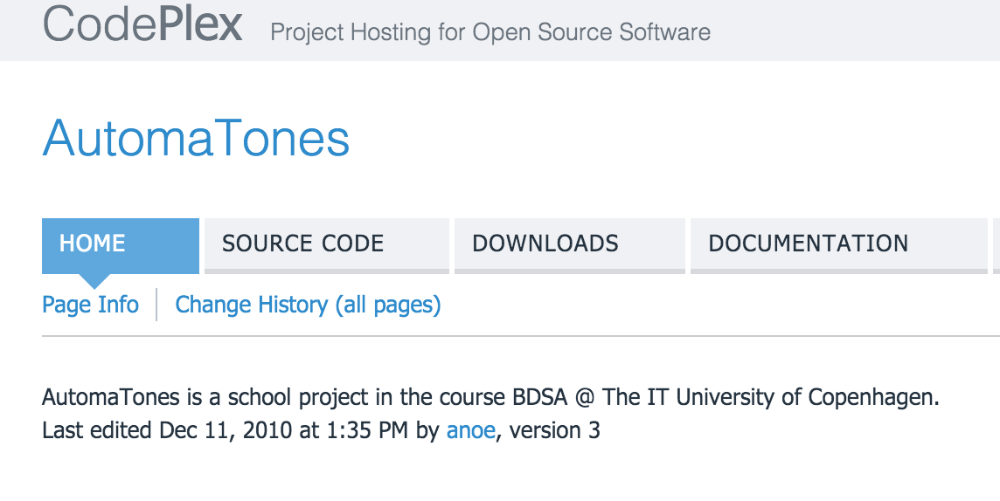 CodePlex Project Hosting for Open Source Software
AutomaTones
HOME SOURCE CODE DOWNLOADS DOCUMENTATION
Page Info Change History (all pages)
AutomaTones is a school project in the course BDSA @ The IT University of Copenhagen.
Last edited Dec 11, 2010 at 1:35 PM by anoe, version 3